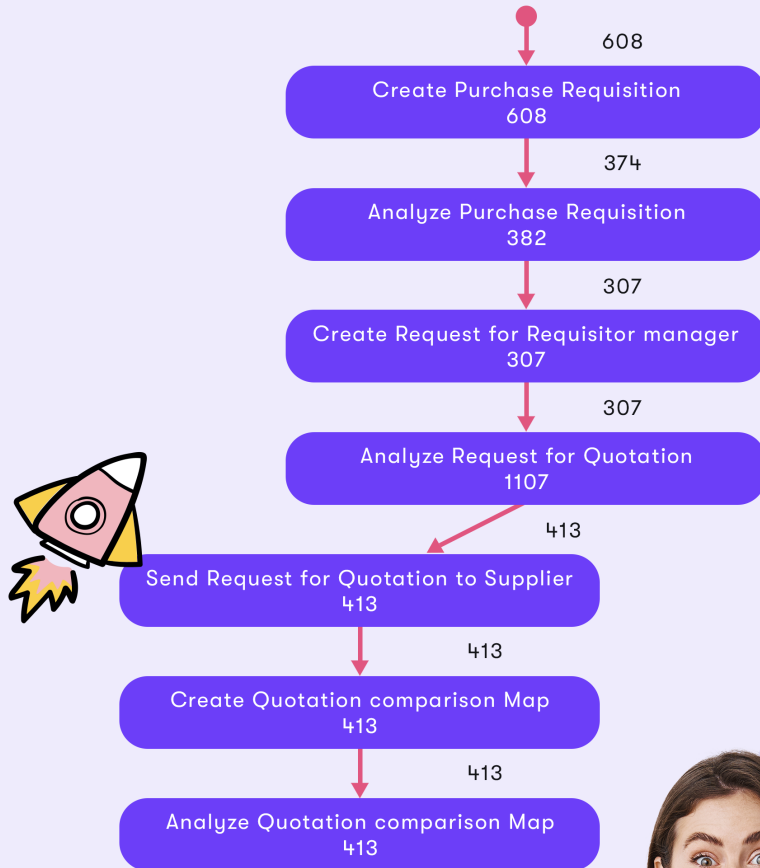 608
Create Purchase Requisition
608
374
Analyze Purchase Requisition
382
307
Create Request for Requisitor manager
307
307
Analyze Request for Quotation
1107
413
Send Request for Quotation to Supplier
413
413
Create Quotation comparison Map
413
413
Analyze Quotation comparison Map
413